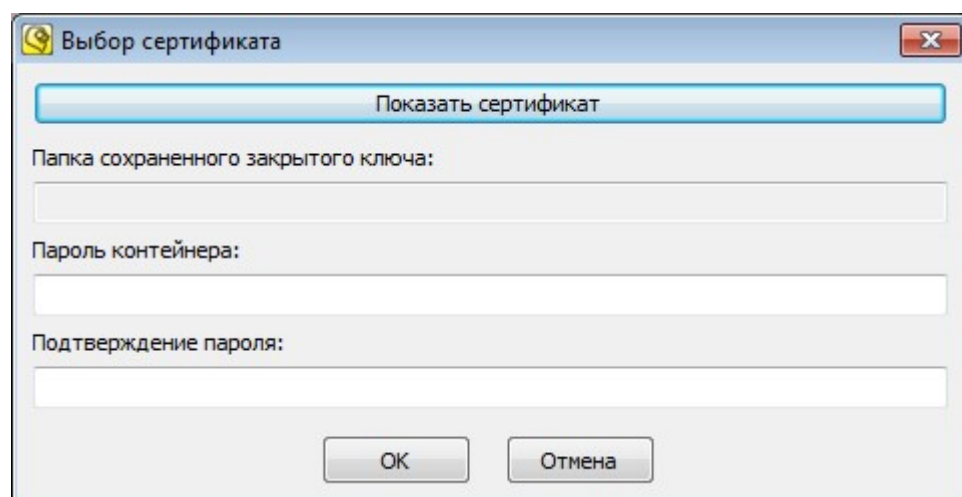 Выбор сертификата
Показать сертификат
Папка сохраненного закрытого ключа:
Пароль контейнера:
Подтверждение пароля:
OK Отмена